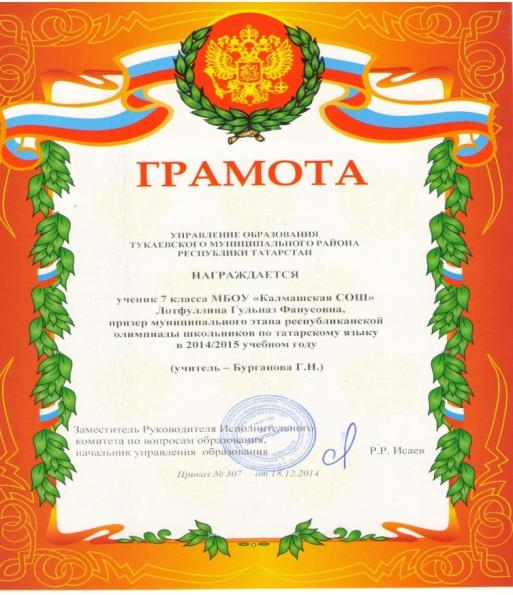 ГРАМОТА
УПРАВЛЕНИЕ ОБРАЗОВАНИЯ
ТУКАЕВСКОГО МУНИЦИПАЛЬНОГО РАЙОНА
РЕСПУБЛИКИ ТАТАРСТАН
НАГРАЖДАЕТСЯ
ученик 7 класса МБОУ «Калмашская СОШ»
Лотфуллина Гульназ Фанусовна,
призер муниципального этапа республиканской
олимпиады школьников по татарскому языку
в 2014/2015 учебном году
(учитель – Бурганова Г.Н.)
Заместитель Руководителя Исполнительного
комитета по вопросам образования,
начальник управления образования
Р.Р. Исаев
Приказ № 307 от 18.12.2014